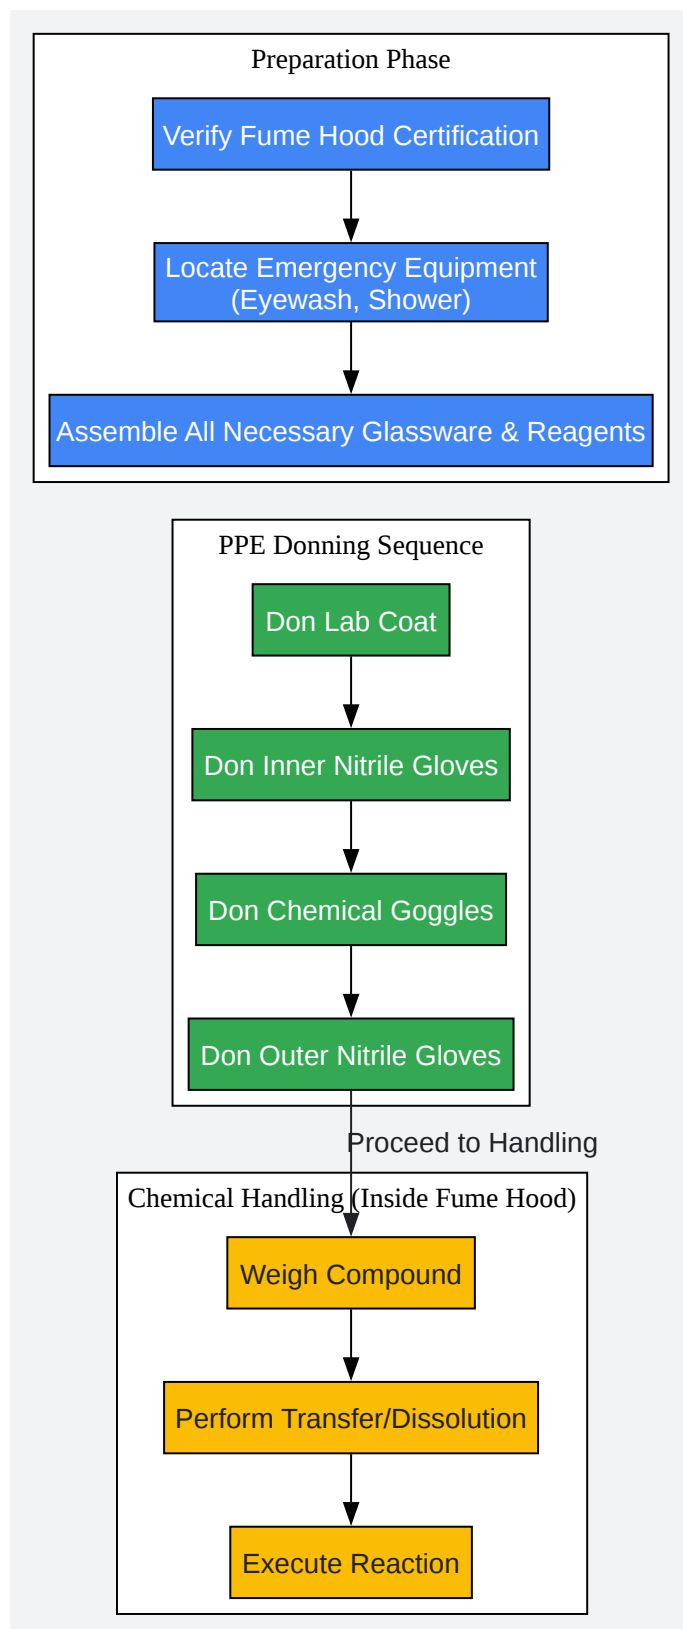 Preparation Phase
Verify Fume Hood Certification
Locate Emergency Equipment
(Eyewash, Shower)
Assemble All Necessary Glassware & Reagents
PPE Donning Sequence
Don Lab Coat
Don Inner Nitrile Gloves
Don Chemical Goggles
Don Outer Nitrile Gloves
Proceed to Handling
Chemical Handling (Inside Fume Hood)
Weigh Compound
Perform Transfer/Dissolution
Execute Reaction